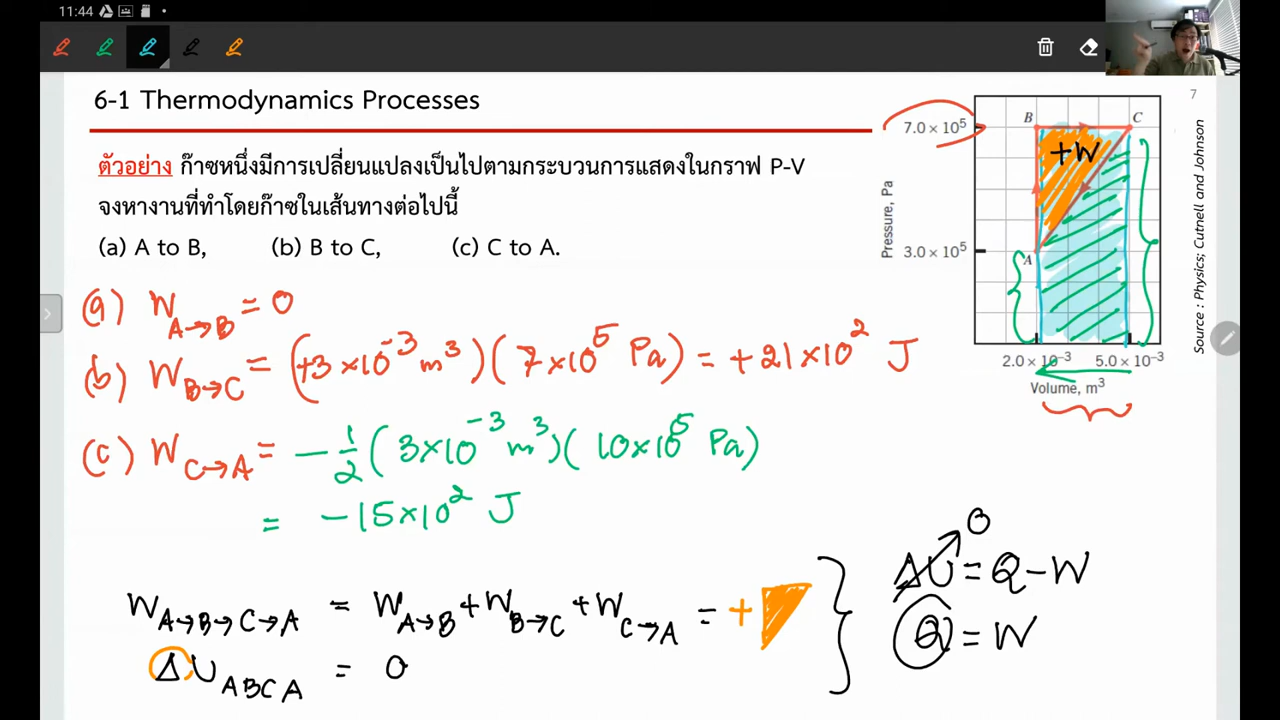 11:44
6-1 Thermodynamics Processes
7
ตัวอย่าง ก๊าซหนึ่งมีการเปลี่ยนแปลงเป็นไปตามกระบวนการแสดงในกราฟ P-V
จงหางานที่ทำโดยก๊าซในเส้นทางต่อไปนี้
(a) A to B, (b) B to C, (c) C to A.
B C
7.0 × 10⁵
+W
Pressure, Pa
3.0 × 10⁵
A
2.0 × 10⁻³ 5.0 × 10⁻³
Volume, m³
Source : Physics; Cutnell and Johnson
(a) W A→B = 0
(b) W B→C = (+3×10⁻³ m³)(7×10⁵ Pa) = +21×10² J
(c) W C→A = -1/2 (3×10⁻³ m³)(10×10⁵ Pa)
= -15×10² J
W A→B→C→A = W A→B + W B→C + W C→A = +
ΔU ABCA = 0
0
ΔU = Q-W
Q = W